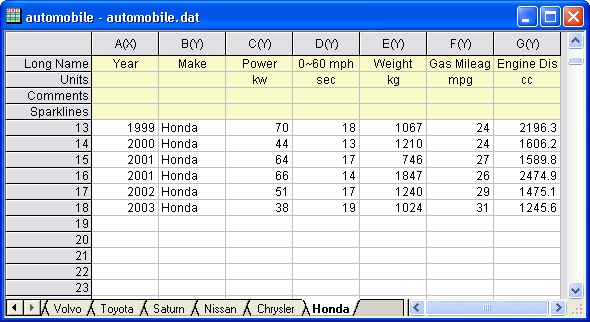 automobile - automobile.dat
A(X) B(Y) C(Y) D(Y) E(Y) F(Y) G(Y)
Long Name Year Make Power 0~60 mph Weight Gas Mileag Engine Dis
Units kw sec kg mpg cc
Comments
Sparklines
13 1999 Honda 70 18 1067 24 2196.3
14 2000 Honda 44 13 1210 24 1606.2
15 2001 Honda 64 17 746 27 1589.8
16 2001 Honda 66 14 1847 26 2474.9
17 2002 Honda 51 17 1240 29 1475.1
18 2003 Honda 38 19 1024 31 1245.6
19
20
21
22
23
Volvo Toyota Saturn Nissan Chrysler Honda